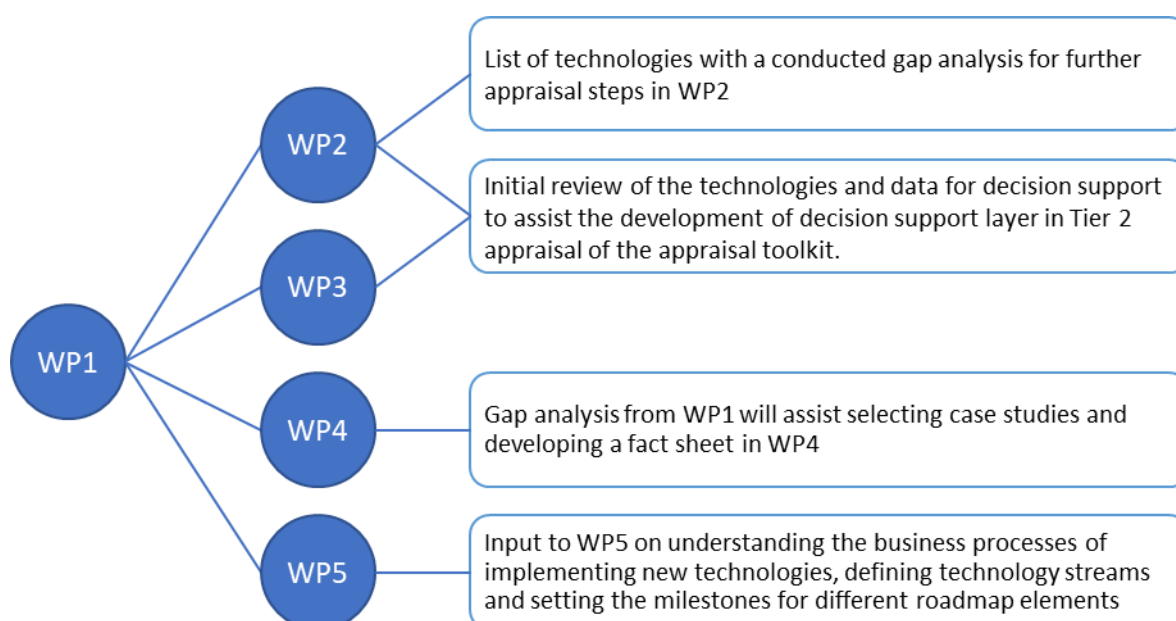 List of technologies with a conducted gap analysis for further
appraisal steps in WP2
WP2
Initial review of the technologies and data for decision support
to assist the development of decision support layer in Tier 2
appraisal of the appraisal toolkit.
WP3
WP1
Gap analysis from WP1 will assist selecting case studies and
developing a fact sheet in WP4
WP4
Input to WP5 on understanding the business processes of
implementing new technologies, defining technology streams
and setting the milestones for different roadmap elements
WP5